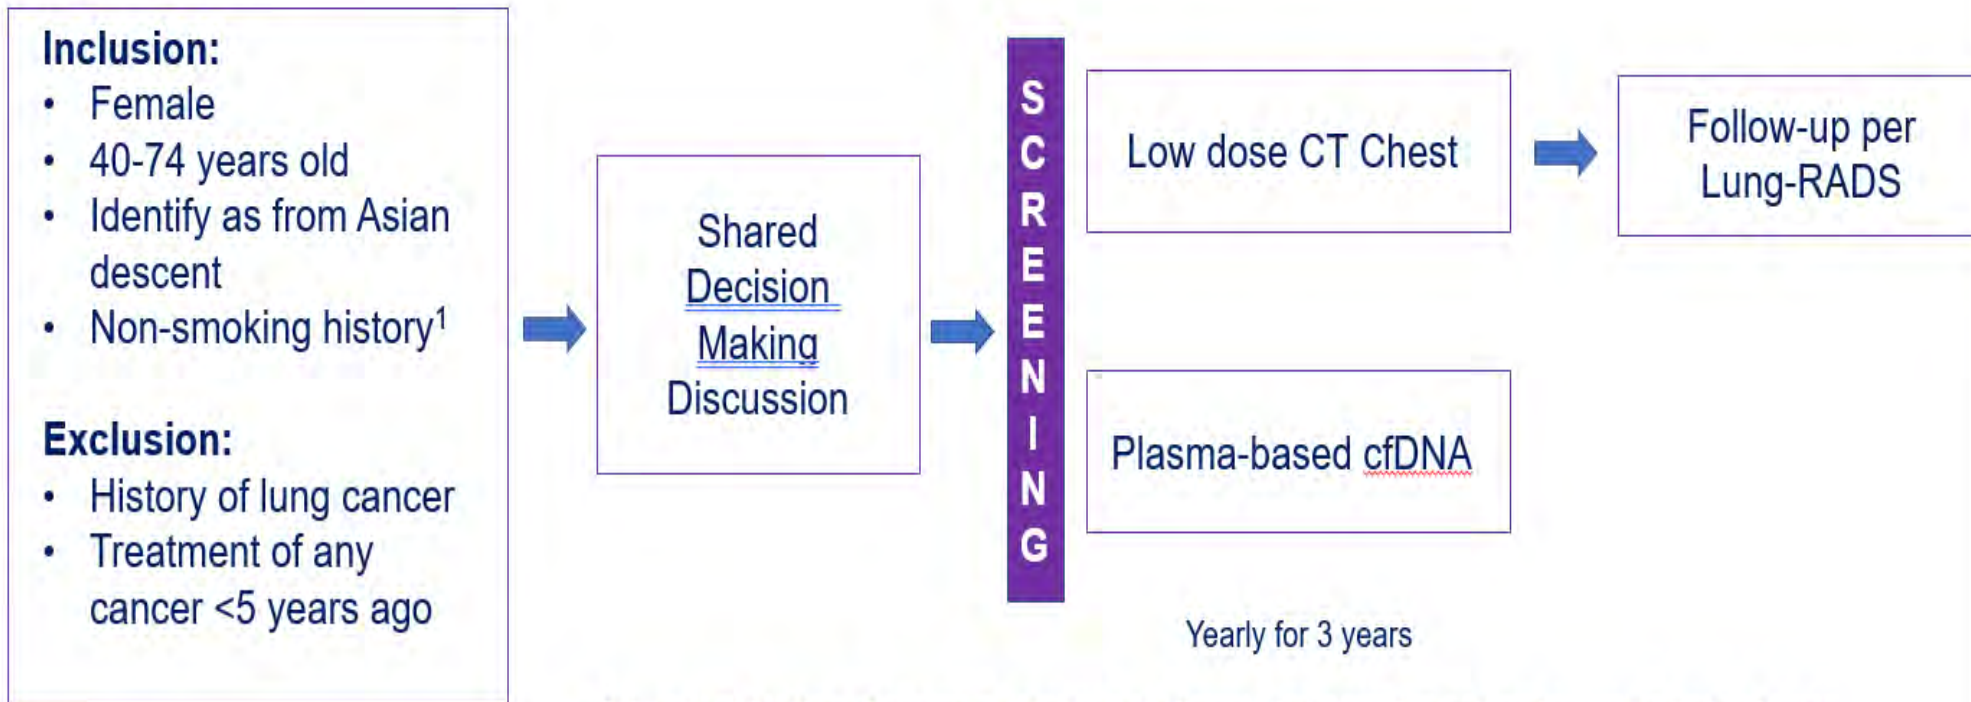 Inclusion:
• Female
• 40-74 years old
• Identify as from Asian
descent
• Non-smoking history¹
Exclusion:
• History of lung cancer
• Treatment of any
cancer <5 years ago
Shared
Decision
Making
Discussion
SCREENING
Low dose CT Chest
Plasma-based cfDNA
Yearly for 3 years
Follow-up per
Lung-RADS